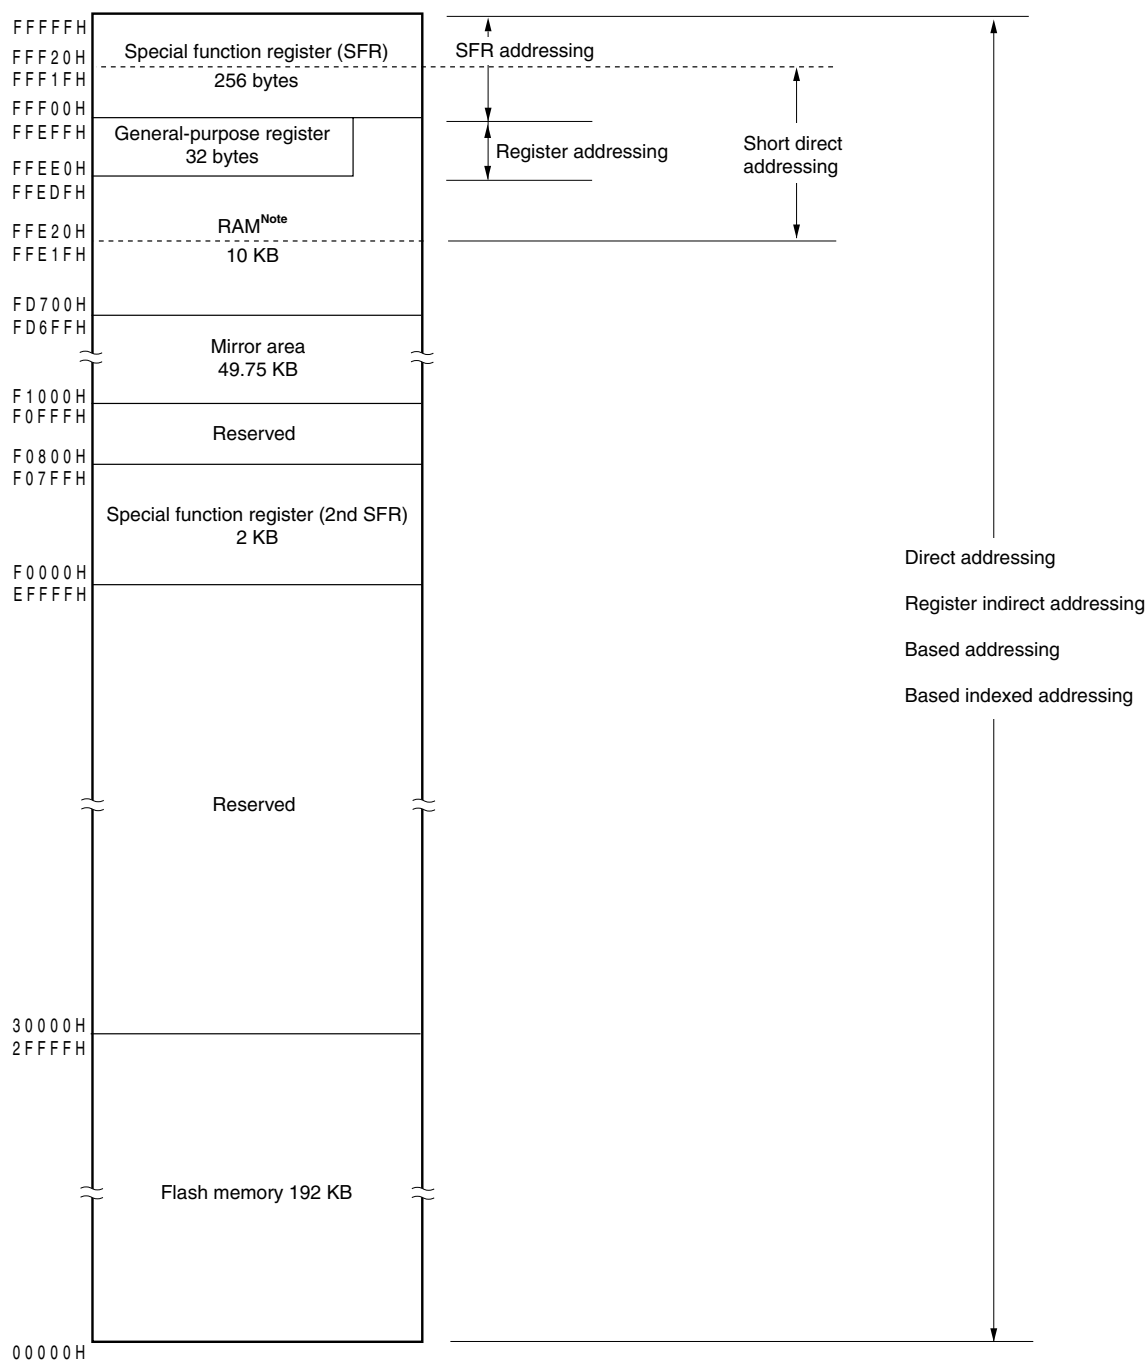 FFFFFH
FFF20H
FFF1FH
FFF00H
FFEFFH
FFEE0H
FFEDFH
FFE20H
FFE1FH
FD700H
FD6FFH
F1000H
F0FFFH
F0800H
F07FFH
F0000H
EFFFFH
30000H
2FFFFH
00000H
Special function register (SFR)
256 bytes
General-purpose register
32 bytes
RAMNote
10 KB
Mirror area
49.75 KB
Reserved
Special function register (2nd SFR)
2 KB
Reserved
Flash memory 192 KB
SFR addressing
Register addressing
Short direct
addressing
Direct addressing
Register indirect addressing
Based addressing
Based indexed addressing